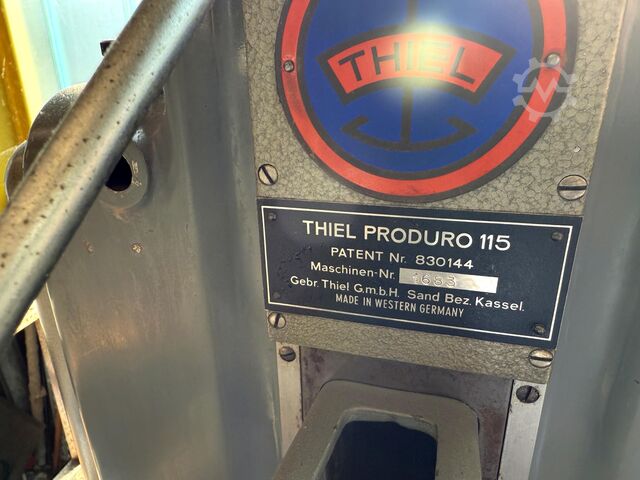 THIEL
THIEL PRODURO 115
PATENT Nr. 830144
Maschinen-Nr. 1683
Gebr. Thiel G.m.b.H. Sand Bez. Kassel.
MADE IN WESTERN GERMANY